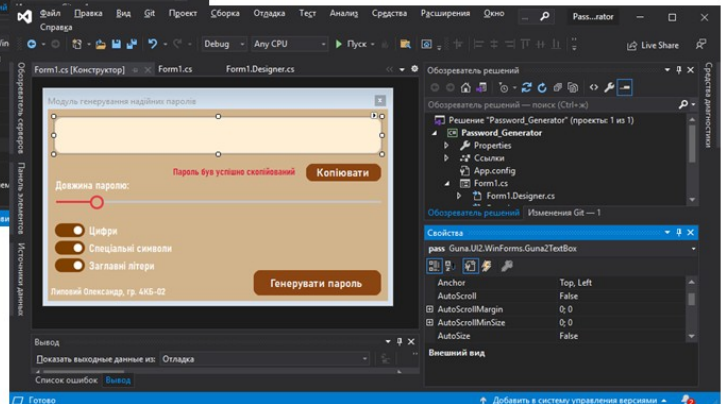 Файл Правка Вид Git Проект Сборка Отладка Тест Анализ Средства Расширения Окно ... Pass...rator
Справка
Debug Any CPU Пуск Live Share
Form1.cs [Конструктор] Form1.cs Form1.Designer.cs
Обозреватель серверов
Панель элементов
Источники данных
Модуль генерування надійних паролів
Пароль був успішно скопійований
Копіювати
Довжина паролю:
Цифри
Спеціальні символи
Заглавні літери
Генерувати пароль
Липовий Олександр, гр. 4КБ-02
Вывод
Показать выходные данные из: Отладка
Список ошибок Вывод
Обозреватель решений
Обозреватель решений — поиск (Ctrl+ж)
Решение "Password_Generator" (проекты: 1 из 1)
Password_Generator
Properties
Ссылки
App.config
Form1.cs
Form1.Designer.cs
Обозреватель решений Изменения Git — 1
Свойства
pass Guna.UI2.WinForms.Guna2TextBox
Anchor Top, Left
AutoScroll False
AutoScrollMargin 0; 0
AutoScrollMinSize 0; 0
AutoSize False
Внешний вид
Средства диагностики
Готово Добавить в систему управления версиями